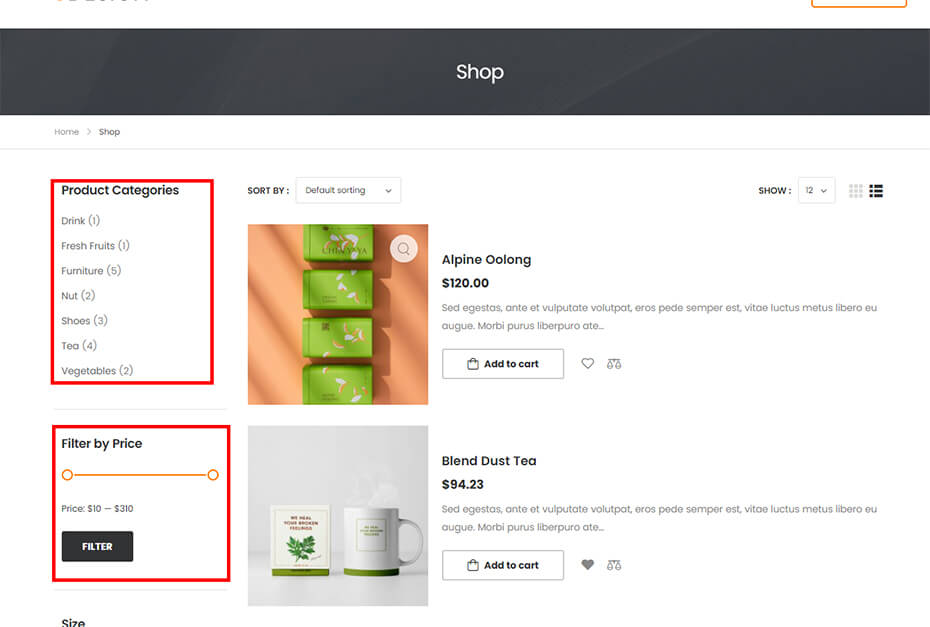 Shop
Home > Shop
Product Categories
Drink (1)
Fresh Fruits (1)
Furniture (5)
Nut (2)
Shoes (3)
Tea (4)
Vegetables (2)
Filter by Price
Price: $10 — $310
FILTER
Size
SORT BY :
Default sorting
SHOW :
12
Alpine Oolong
$120.00
Sed egestas, ante et vulputate volutpat, eros pede semper est, vitae luctus metus libero eu
augue. Morbi purus liberpuro ate…
Add to cart
WE HEAL
YOUR BROKEN
FEELINGS
WE HEAL
YOUR BROKEN
FEELINGS
Blend Dust Tea
$94.23
Sed egestas, ante et vulputate volutpat, eros pede semper est, vitae luctus metus libero eu
augue. Morbi purus liberpuro ate…
Add to cart